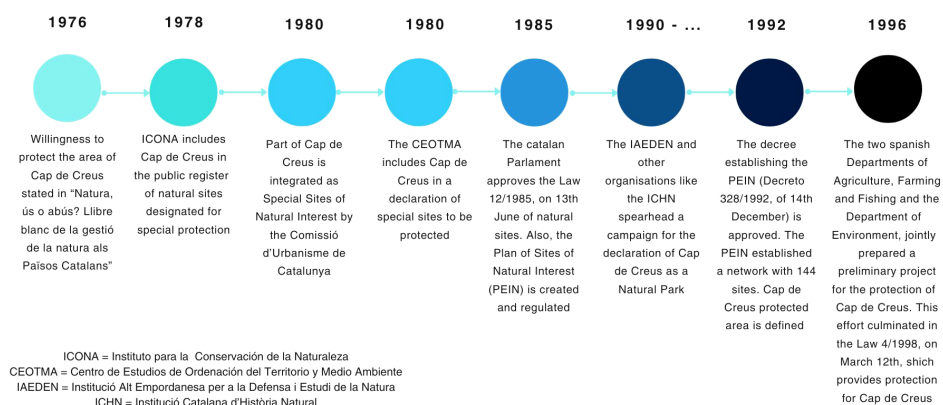 1976
Willingness to
protect the area of
Cap de Creus
stated in “Natura,
ús o abús? Llibre
blanc de la gestió
de la natura als
Països Catalans”
1978
ICONA includes
Cap de Creus in
the public register
of natural sites
designated for
special protection
1980
Part of Cap de
Creus is
integrated as
Special Sites of
Natural Interest by
the Comissió
d’Urbanisme de
Catalunya
1980
The CEOTMA
includes Cap de
Creus in a
declaration of
special sites to be
protected
1985
The catalan
Parlament
approves the Law
12/1985, on 13th
June of natural
sites. Also, the
Plan of Sites of
Natural Interest
(PEIN) is created
and regulated
1990 - ...
The IAEDEN and
other
organisations like
the ICHN
spearhead a
campaign for the
declaration of Cap
de Creus as a
Natural Park
1992
The decree
establishing the
PEIN (Decreto
328/1992, of 14th
December) is
approved. The
PEIN established
a network with 144
sites. Cap de
Creus protected
area is defined
1996
The two spanish
Departments of
Agriculture, Farming
and Fishing and the
Department of
Environment, jointly
prepared a
preliminary project
for the protection of
Cap de Creus. This
effort culminated in
the Law 4/1998, on
March 12th, shich
provides protection
for Cap de Creus
ICONA = Instituto para la Conservación de la Naturaleza
CEOTMA = Centro de Estudios de Ordenación del Territorio y Medio Ambiente
IAEDEN = Institució Alt Empordanesa per a la Defensa i Estudi de la Natura
ICHN = Institució Catalana d’Història Natural